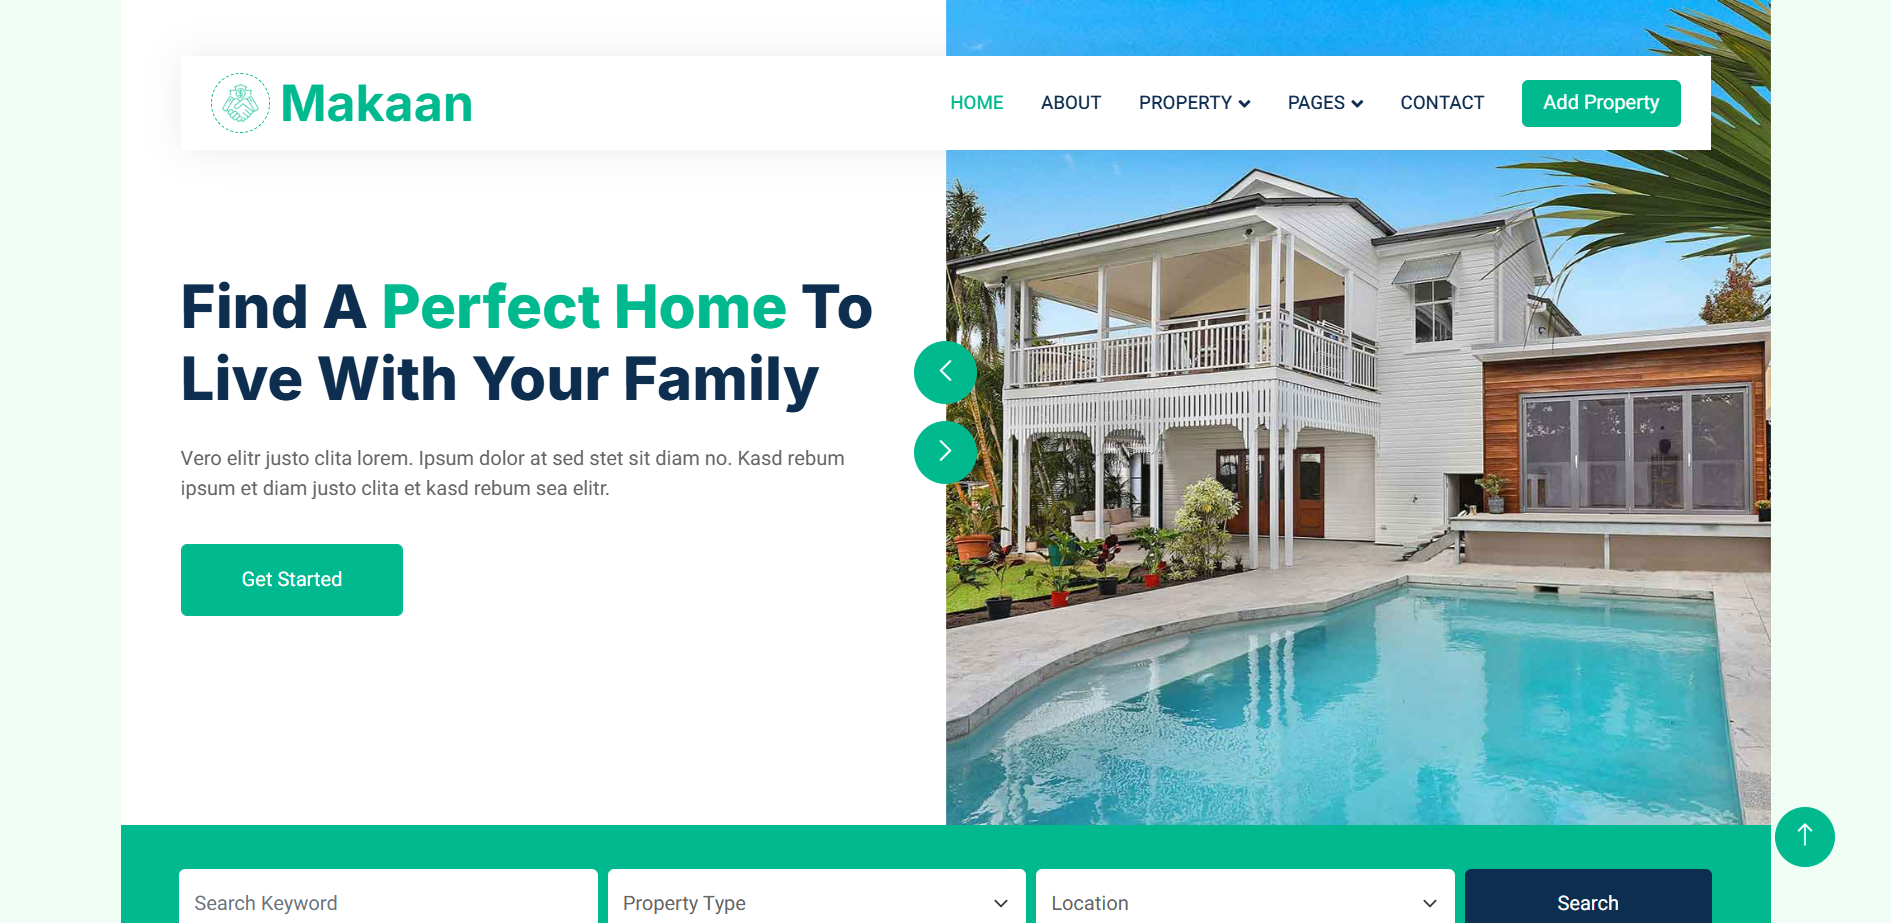 Makaan
HOME ABOUT PROPERTY PAGES CONTACT Add Property
Find A Perfect Home To
Live With Your Family
Vero elitr justo clita lorem. Ipsum dolor at sed stet sit diam no. Kasd rebum
ipsum et diam justo clita et kasd rebum sea elitr.
Get Started
Search Keyword Property Type Location Search